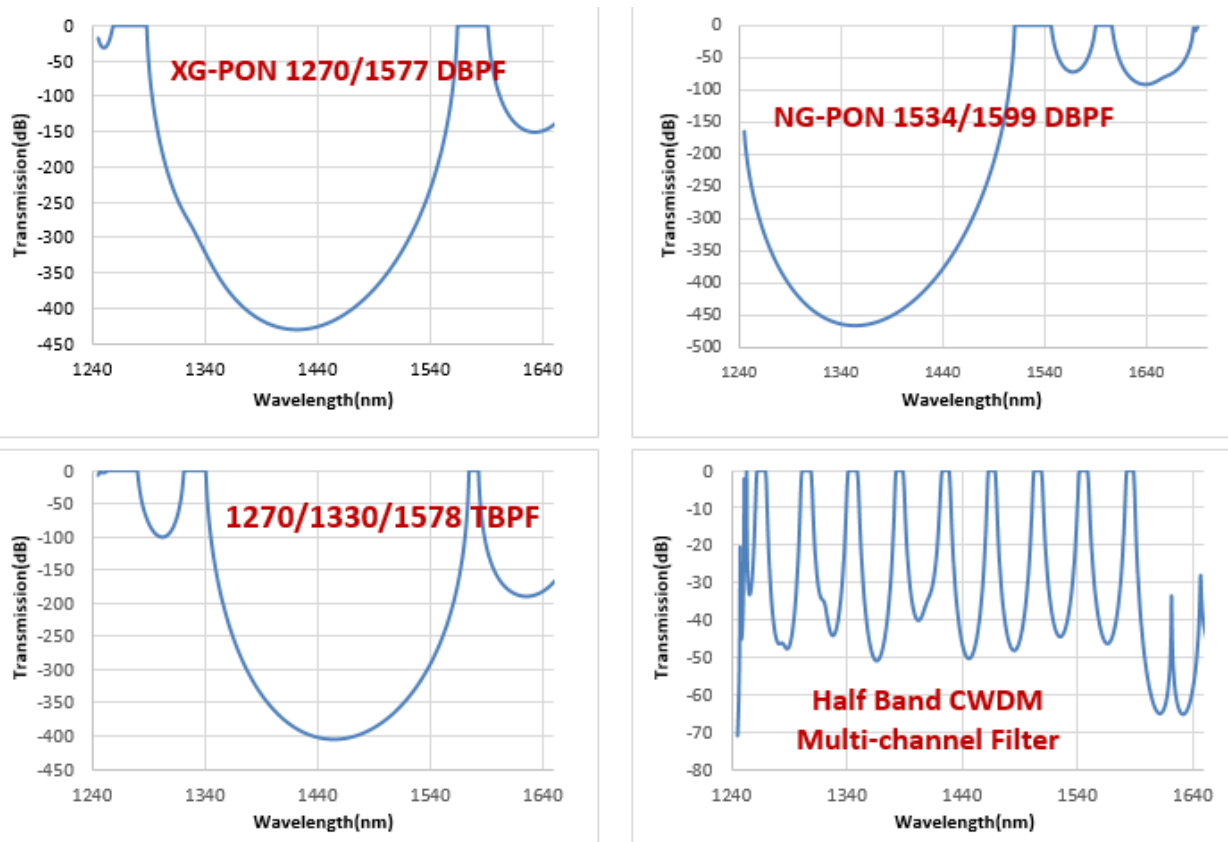 0
-50
-100
-150
-200
-250
-300
-350
-400
-450
Transmission(dB)
XG-PON 1270/1577 DBPF
1240 1340 1440 1540 1640
Wavelength(nm)
0
-50
-100
-150
-200
-250
-300
-350
-400
-450
-500
Transmission(dB)
NG-PON 1534/1599 DBPF
1240 1340 1440 1540 1640
Wavelength(nm)
0
-50
-100
-150
-200
-250
-300
-350
-400
-450
Transmission(dB)
1270/1330/1578 TBPF
1240 1340 1440 1540 1640
Wavelength(nm)
0
-10
-20
-30
-40
-50
-60
-70
-80
Transmission(dB)
Half Band CWDM
Multi-channel Filter
1240 1340 1440 1540 1640
Wavelength(nm)